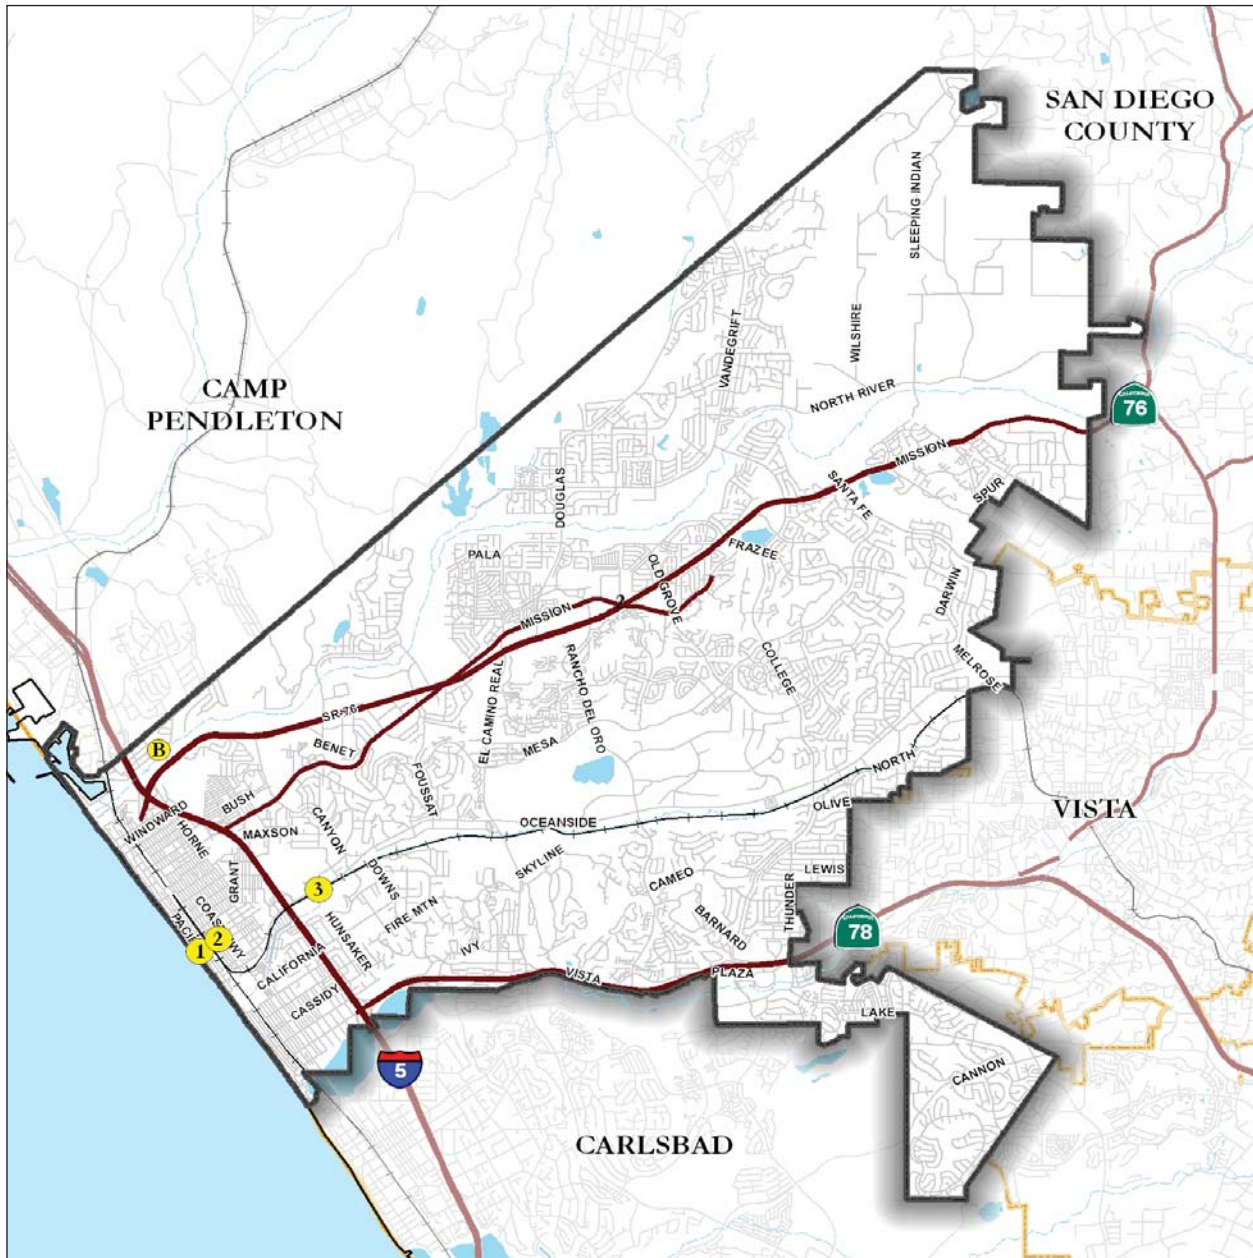 SAN DIEGO
COUNTY
SLEEPING INDIAN
WILSHIRE
VANDEGRIFT
CAMP
PENDLETON
NORTH RIVER
CALIFORNIA
76
MISSION
SANTA FE
SPUR
DOUGLAS
PALA
OLD GROVE
FRAZEE
2
MISSION
DARWIN
COLLEGE
MELROSE
EL CAMINO REAL
RANCHO DEL ORO
SR-76
B
BENET
MESA
FOUSSAT
NORTH
BUSH
WINDWARD
HORNE
MAXSON
CANYON
OCEANSIDE
OLIVE
VISTA
GRANT
DOWNS
SKYLINE
CAMEO
LEWIS
THUNDER
3
COAST HWY
PACIFIC
FIRE MTN
HUNSAKER
BARNARD
CALIFORNIA
78
2
1
CALIFORNIA
IVY
CASSIDY
VISTA
PLAZA
LAKE
5
CANNON
CARLSBAD